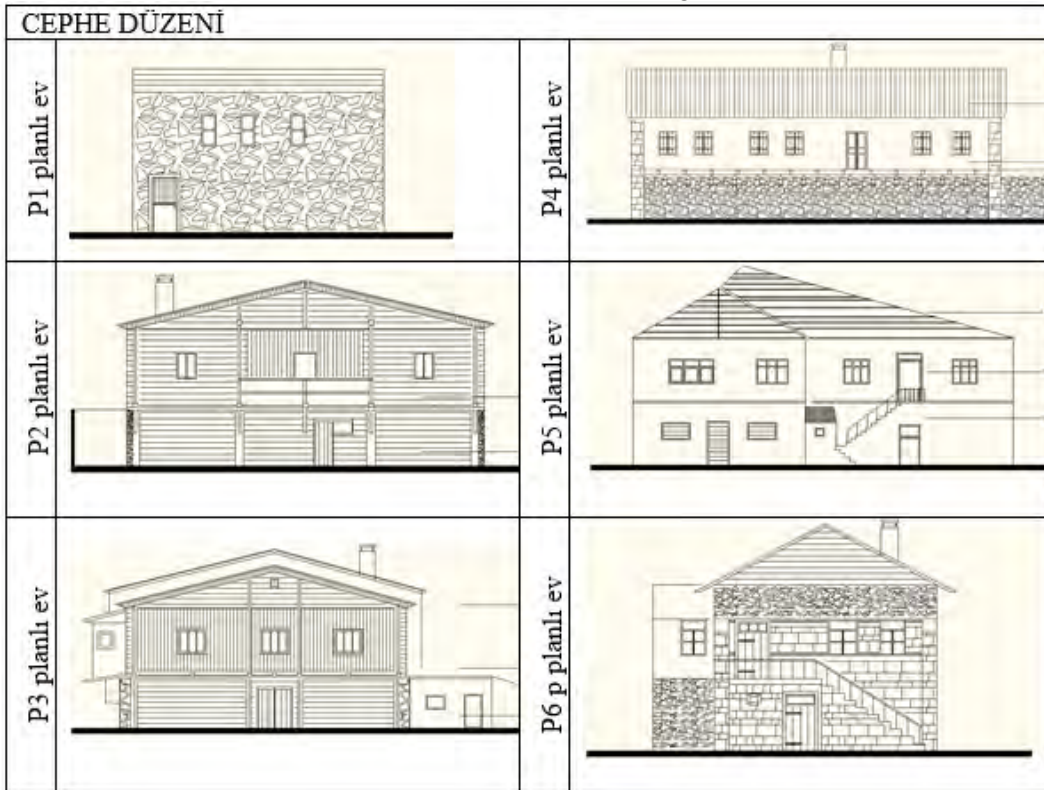 CEPHE DÜZENİ
P1 planlı ev
P4 planlı ev
P2 planlı ev
P5 planlı ev
P3 planlı ev
P6 p planlı ev